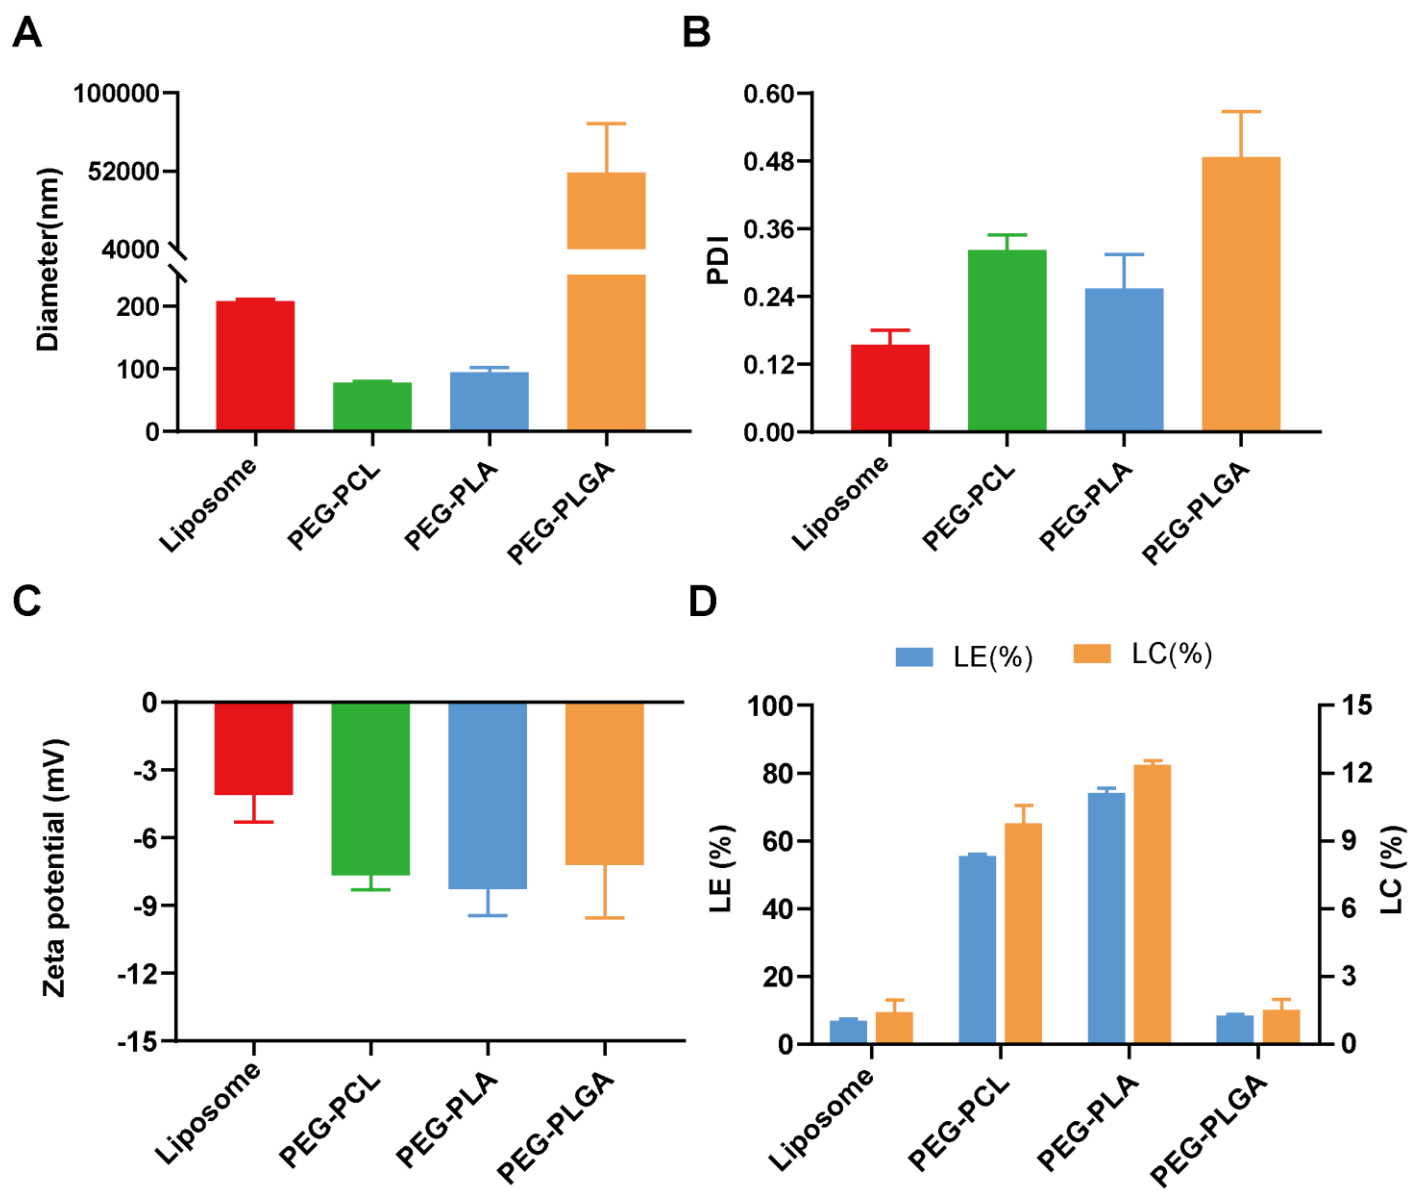 A
Diameter(nm)
100000
52000
4000
200
100
0
Liposome
PEG-PCL
PEG-PLA
PEG-PLGA
B
PDI
0.60
0.48
0.36
0.24
0.12
0.00
Liposome
PEG-PCL
PEG-PLA
PEG-PLGA
C
Zeta potential (mV)
0
-3
-6
-9
-12
-15
Liposome
PEG-PCL
PEG-PLA
PEG-PLGA
D
LE(%) LC(%)
LE (%)
100
80
60
40
20
0
LC (%)
15
12
9
6
3
0
Liposome
PEG-PCL
PEG-PLA
PEG-PLGA